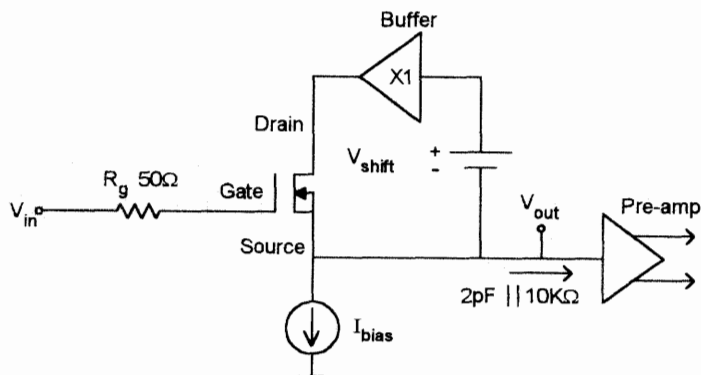 Buffer
X1
Drain
V_shift
+
-
R_g 50Ω
Gate
V_in
V_out
Pre-amp
Source
2pF || 10KΩ
I_bias